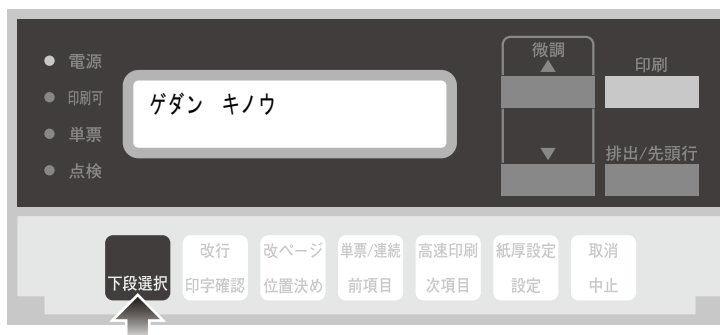 電源
印刷可
単票
点検
ゲダン キノウ
微調
▲
▼
印刷
排出/先頭行
下段選択
改行
印字確認
改ページ
位置決め
単票/連続
前項目
高速印刷
次項目
紙厚設定
設定
取消
中止